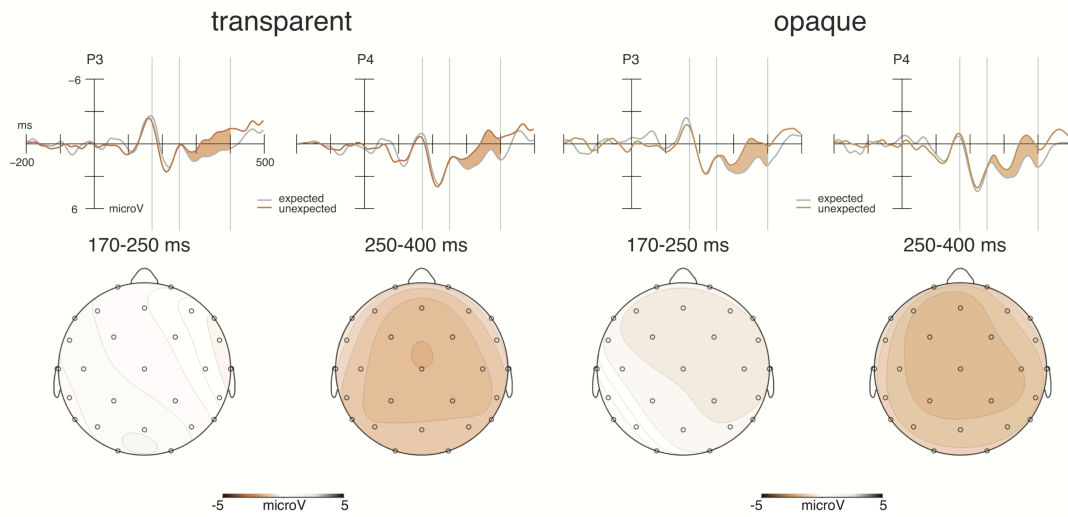 transparent opaque
P3 P4 P3 P4
-6
ms
-200 500
6 microV
expected
unexpected
expected
unexpected
170-250 ms 250-400 ms 170-250 ms 250-400 ms
-5 microV 5 -5 microV 5